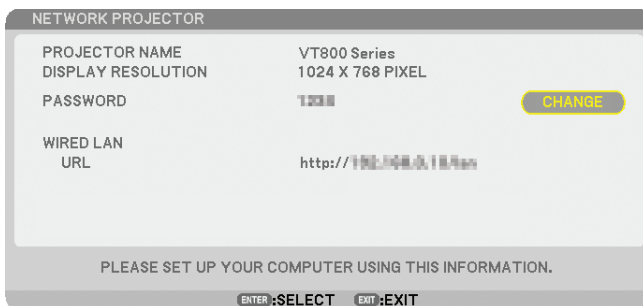 NETWORK PROJECTOR
PROJECTOR NAME VT800 Series
DISPLAY RESOLUTION 1024 X 768 PIXEL
PASSWORD CHANGE
WIRED LAN
URL http://
PLEASE SET UP YOUR COMPUTER USING THIS INFORMATION.
ENTER :SELECT EXIT :EXIT